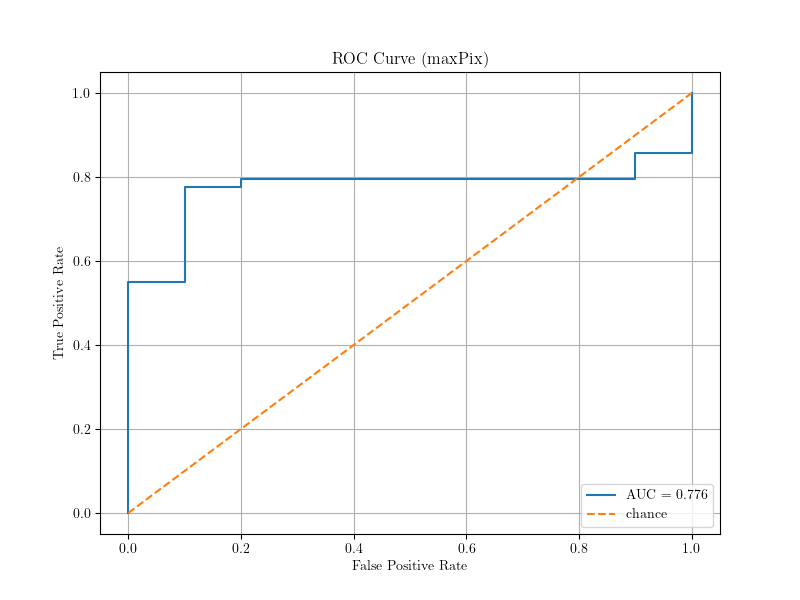 ROC Curve (maxPix)
True Positive Rate
1.0
0.8
0.6
0.4
0.2
0.0
0.0 0.2 0.4 0.6 0.8 1.0
False Positive Rate
AUC = 0.776
chance